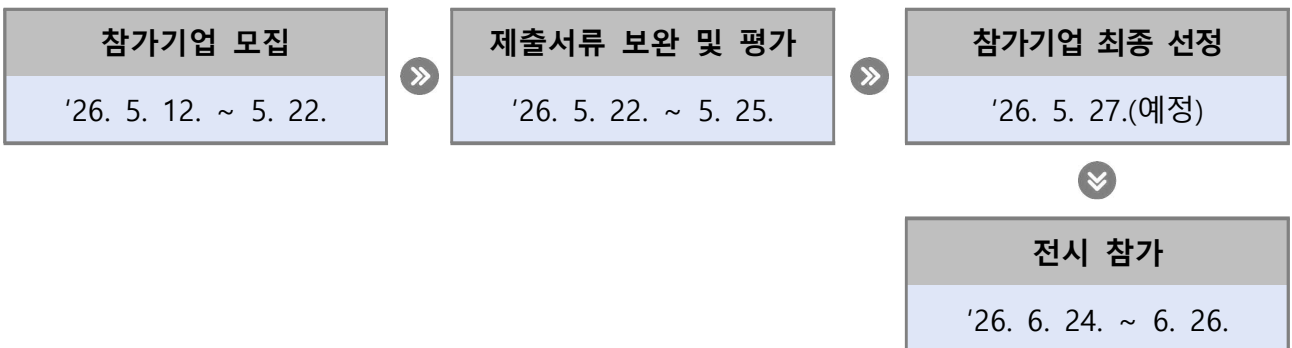 참가기업 모집
'26. 5. 12. ~ 5. 22.
제출서류 보완 및 평가
'26. 5. 22. ~ 5. 25.
참가기업 최종 선정
'26. 5. 27.(예정)
전시 참가
'26. 6. 24. ~ 6. 26.